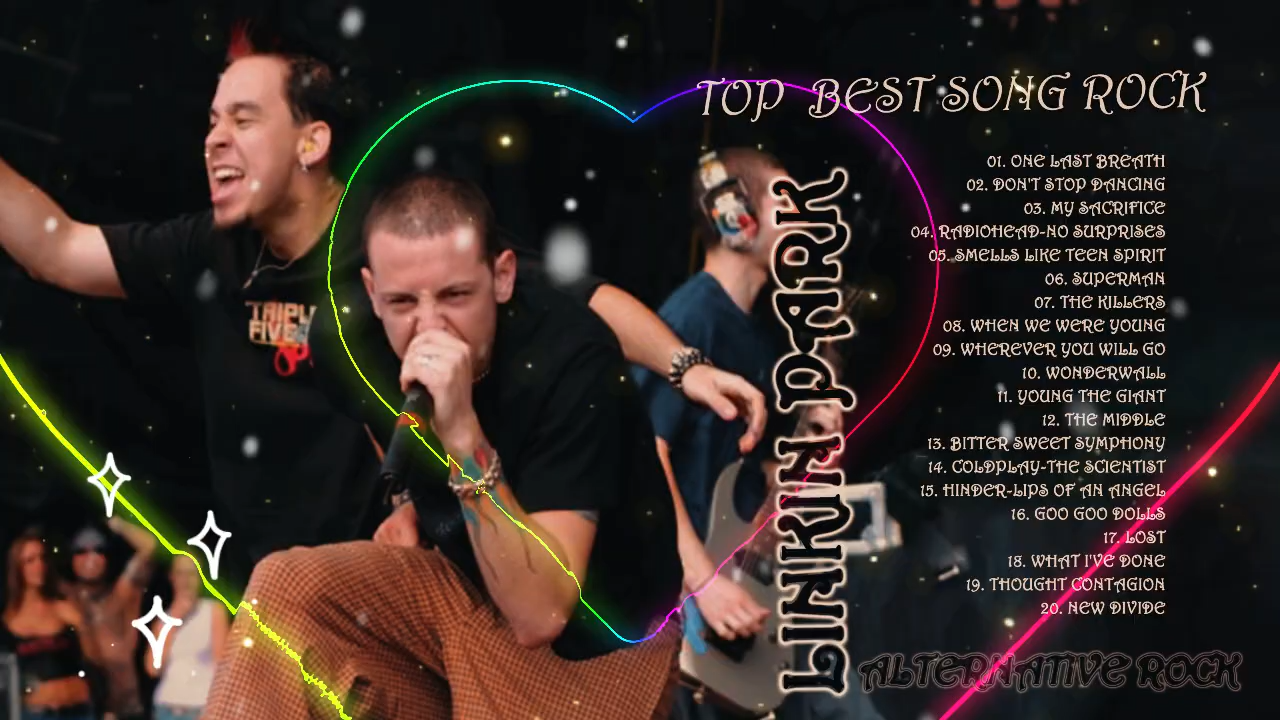 TOP BEST SONG ROCK
01. ONE LAST BREATH
02. DON'T STOP DANCING
03. MY SACRIFICE
04. RADIOHEAD-NO SURPRISES
05. SMELLS LIKE TEEN SPIRIT
06. SUPERMAN
07. THE KILLERS
08. WHEN WE WERE YOUNG
09. WHEREVER YOU WILL GO
10. WONDERWALL
11. YOUNG THE GIANT
12. THE MIDDLE
13. BITTER SWEET SYMPHONY
14. COLDPLAY-THE SCIENTIST
15. HINDER-LIPS OF AN ANGEL
16. GOO GOO DOLLS
17. LOST
18. WHAT I'VE DONE
19. THOUGHT CONTAGION
20. NEW DIVIDE
LINKIN PARK
ALTERNATIVE ROCK
TRIPLE
FIVE